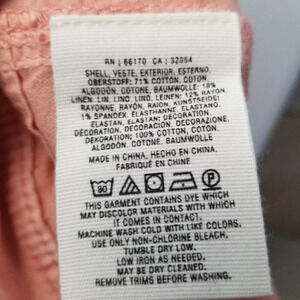 RN | 66170 CA | 32054
SHELL, VESTE, EXTERIOR, ESTERNO,
OBERSTOFF: 71% COTTON, COTON,
ALGODÓN, COTONE, BAUMWOLLE: 16%
LINEN, LIN, LINO, LINO, LEINEN: 12% RAYON,
RAYONNE, RAYÓN, RAION, KUNSTSEIDE:
1% SPANDEX, ÉLASTHANNE, ELASTANO,
ELASTAN, ELASTAN; DECORATION,
DÉCORATION, DECORACIÓN, DECORAZIONE,
DEKORATION: 100% COTTON, COTON,
ALGODÓN, COTONE, BAUMWOLLE.
MADE IN CHINA, HECHO EN CHINA,
FABRIQUÉ EN CHINE
30
P
THIS GARMENT CONTAINS DYE WHICH
MAY DISCOLOR MATERIALS WITH WHICH
IT COMES IN CONTACT.
MACHINE WASH COLD WITH LIKE COLORS.
USE ONLY NON-CHLORINE BLEACH,
TUMBLE DRY LOW,
LOW IRON AS NEEDED,
MAY BE DRY CLEANED.
REMOVE TRIMS BEFORE WASHING.